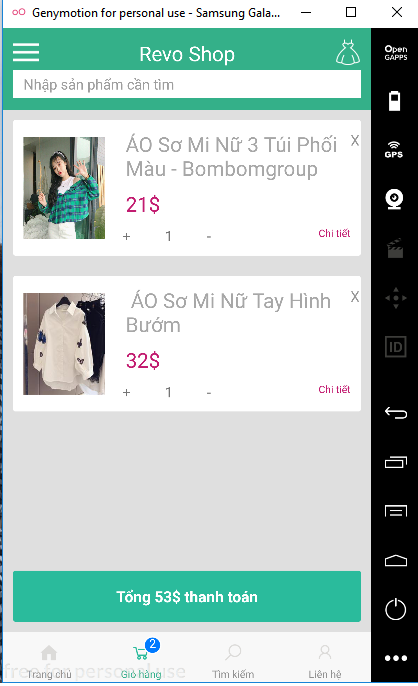 Genymotion for personal use - Samsung Gala...
Revo Shop
Open
GAPPS
Nhập sản phẩm cần tìm
ÁO Sơ Mi Nữ 3 Túi Phối
Màu - Bombomgroup
X
21$
+ 1 -
Chi tiết
GPS
ÁO Sơ Mi Nữ Tay Hình
Bướm
X
32$
+ 1 -
Chi tiết
ID
Tổng 53$ thanh toán
2
Trang chủ
Giỏ hàng
Tìm kiếm
Liên hệ
free for personal use